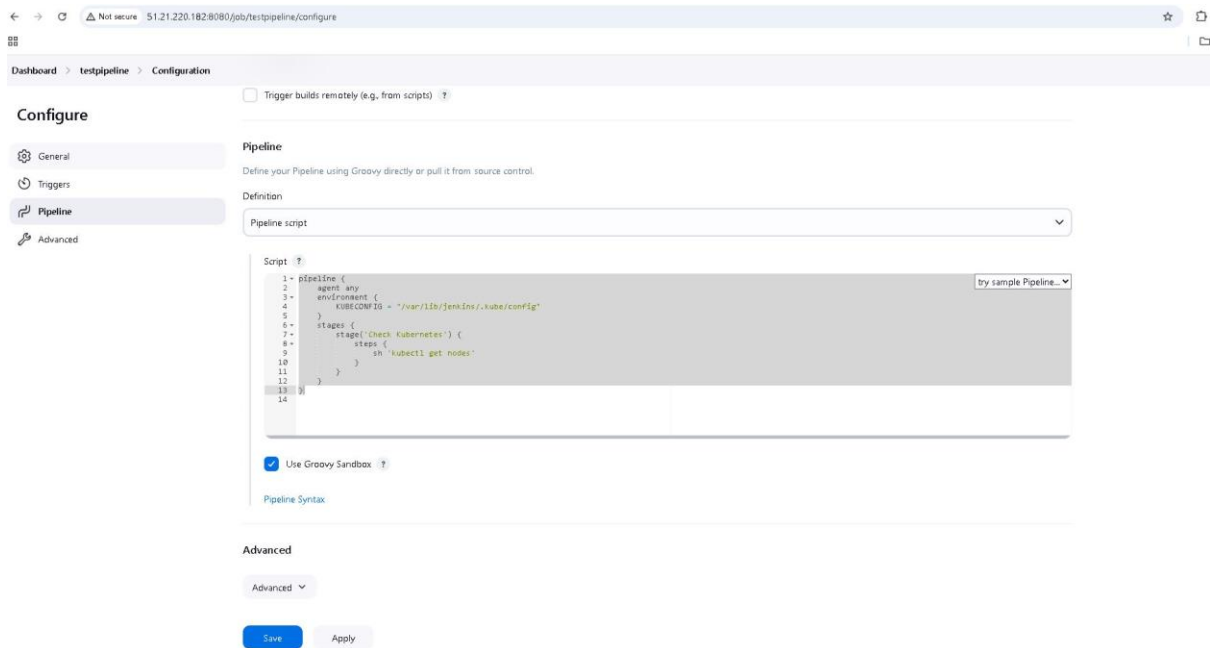 Not secure 51.21.220.182:8080/job/testpipeline/configure
Dashboard > testpipeline > Configuration
Configure
General
Triggers
Pipeline
Advanced
Trigger builds remotely (e.g., from scripts) ?
Pipeline
Define your Pipeline using Groovy directly or pull it from source control.
Definition
Pipeline script
Script ?
try sample Pipeline...
1 pipeline {
2 agent any
3 environment {
4 KUBECONFIG = "/var/lib/jenkins/.kube/config"
5 }
6 stages {
7 stage('Check Kubernetes') {
8 steps {
9 sh 'kubectl get nodes'
10 }
11 }
12 }
13 }
14
Use Groovy Sandbox ?
Pipeline Syntax
Advanced
Advanced
Save Apply